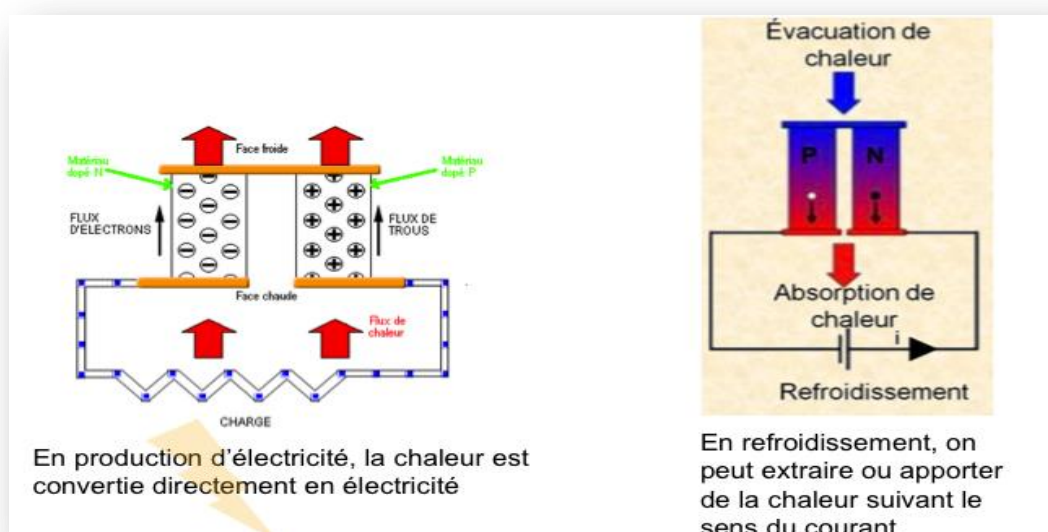 Face froide
Matériau
dopé N
Matériau
dopé P
FLUX
D'ELECTRONS
FLUX DE
TROUS
Face chaude
Flux de
chaleur
CHARGE
En production d'électricité, la chaleur est
convertie directement en électricité
Évacuation de
chaleur
P N
Absorption de
chaleur
i
Refroidissement
En refroidissement, on
peut extraire ou apporter
de la chaleur suivant le
sens du courant